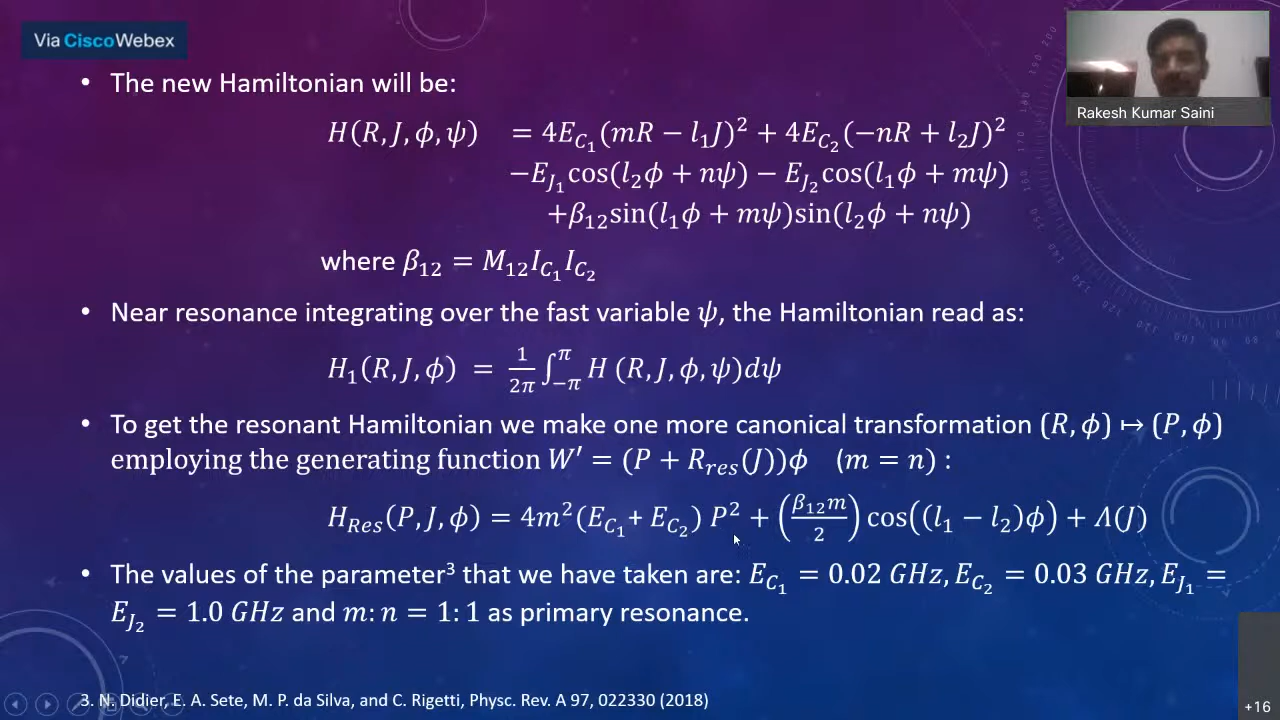 Via CiscoWebex
Rakesh Kumar Saini
• The new Hamiltonian will be:
H(R, J, ϕ, ψ) = 4E_{C_1}(mR − l_1J)^2 + 4E_{C_2}(−nR + l_2J)^2
−E_{J_1}cos(l_2ϕ + nψ) − E_{J_2}cos(l_1ϕ + mψ)
+β_{12}sin(l_1ϕ + mψ)sin(l_2ϕ + nψ)
where β_{12} = M_{12}I_{C_1}I_{C_2}
• Near resonance integrating over the fast variable ψ, the Hamiltonian read as:
H_1(R, J, ϕ) = \frac{1}{2π} ∫_{−π}^{π} H (R, J, ϕ, ψ)dψ
• To get the resonant Hamiltonian we make one more canonical transformation (R, ϕ) ↦ (P, ϕ)
employing the generating function W′ = (P + R_{res}(J))ϕ (m = n) :
H_{Res}(P, J, ϕ) = 4m^2(E_{C_1}+ E_{C_2}) P^2 + (\frac{β_{12}m}{2}) cos((l_1 − l_2)ϕ) + Λ(J)
• The values of the parameter^3 that we have taken are: E_{C_1} = 0.02 GHz, E_{C_2} = 0.03 GHz, E_{J_1} =
E_{J_2} = 1.0 GHz and m: n = 1: 1 as primary resonance.
3. N. Didier, E. A. Sete, M. P. da Silva, and C. Rigetti, Physc. Rev. A 97, 022330 (2018)
+16